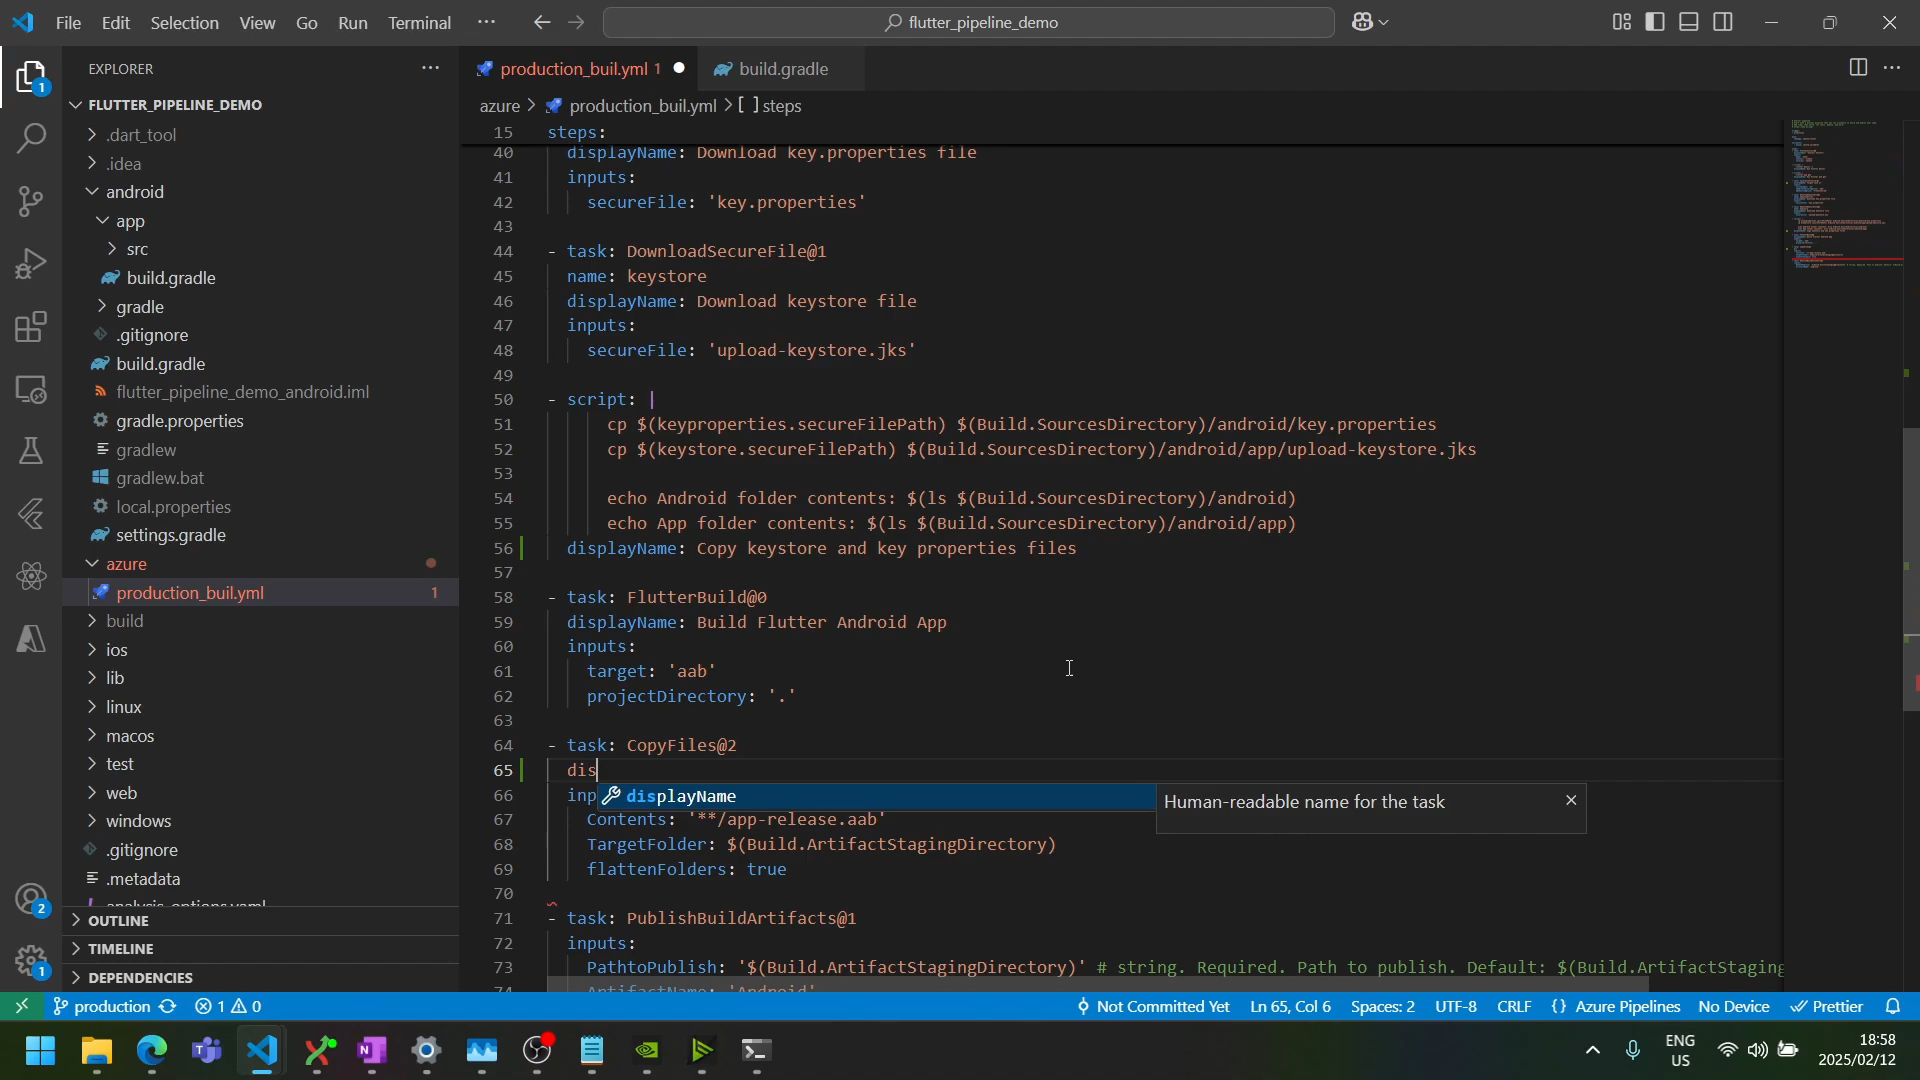 File Edit Selection View Go Run Terminal ··· flutter_pipeline_demo
EXPLORER ···
FLUTTER_PIPELINE_DEMO
.dart_tool
.idea
android
app
src
build.gradle
gradle
.gitignore
build.gradle
flutter_pipeline_demo_android.iml
gradle.properties
gradlew
gradlew.bat
local.properties
settings.gradle
azure
production_buil.yml 1
build
ios
lib
linux
macos
test
web
windows
.gitignore
.metadata
OUTLINE
TIMELINE
DEPENDENCIES
1
2
1
production_buil.yml 1
build.gradle
azure > production_buil.yml > [ ] steps
15 steps:
40 displayName: Download key.properties file
41 inputs:
42 secureFile: 'key.properties'
43
44 - task: DownloadSecureFile@1
45 name: keystore
46 displayName: Download keystore file
47 inputs:
48 secureFile: 'upload-keystore.jks'
49
50 - script: |
51 cp $(keyproperties.secureFilePath) $(Build.SourcesDirectory)/android/key.properties
52 cp $(keystore.secureFilePath) $(Build.SourcesDirectory)/android/app/upload-keystore.jks
53
54 echo Android folder contents: $(ls $(Build.SourcesDirectory)/android)
55 echo App folder contents: $(ls $(Build.SourcesDirectory)/android/app)
56 displayName: Copy keystore and key properties files
57
58 - task: FlutterBuild@0
59 displayName: Build Flutter Android App
60 inputs:
61 target: 'aab'
62 projectDirectory: '.'
63
64 - task: CopyFiles@2
65 dis
66 inp
displayName
Human-readable name for the task
67 Contents: '**/app-release.aab'
68 TargetFolder: $(Build.ArtifactStagingDirectory)
69 flattenFolders: true
70
71 - task: PublishBuildArtifacts@1
72 inputs:
73 PathtoPublish: '$(Build.ArtifactStagingDirectory)' # string. Required. Path to publish. Default: $(Build.ArtifactStaging
74 ArtifactName: 'Android'
production 1 0 Not Committed Yet Ln 65, Col 6 Spaces: 2 UTF-8 CRLF { } Azure Pipelines No Device Prettier
ENG
US
18:58
2025/02/12